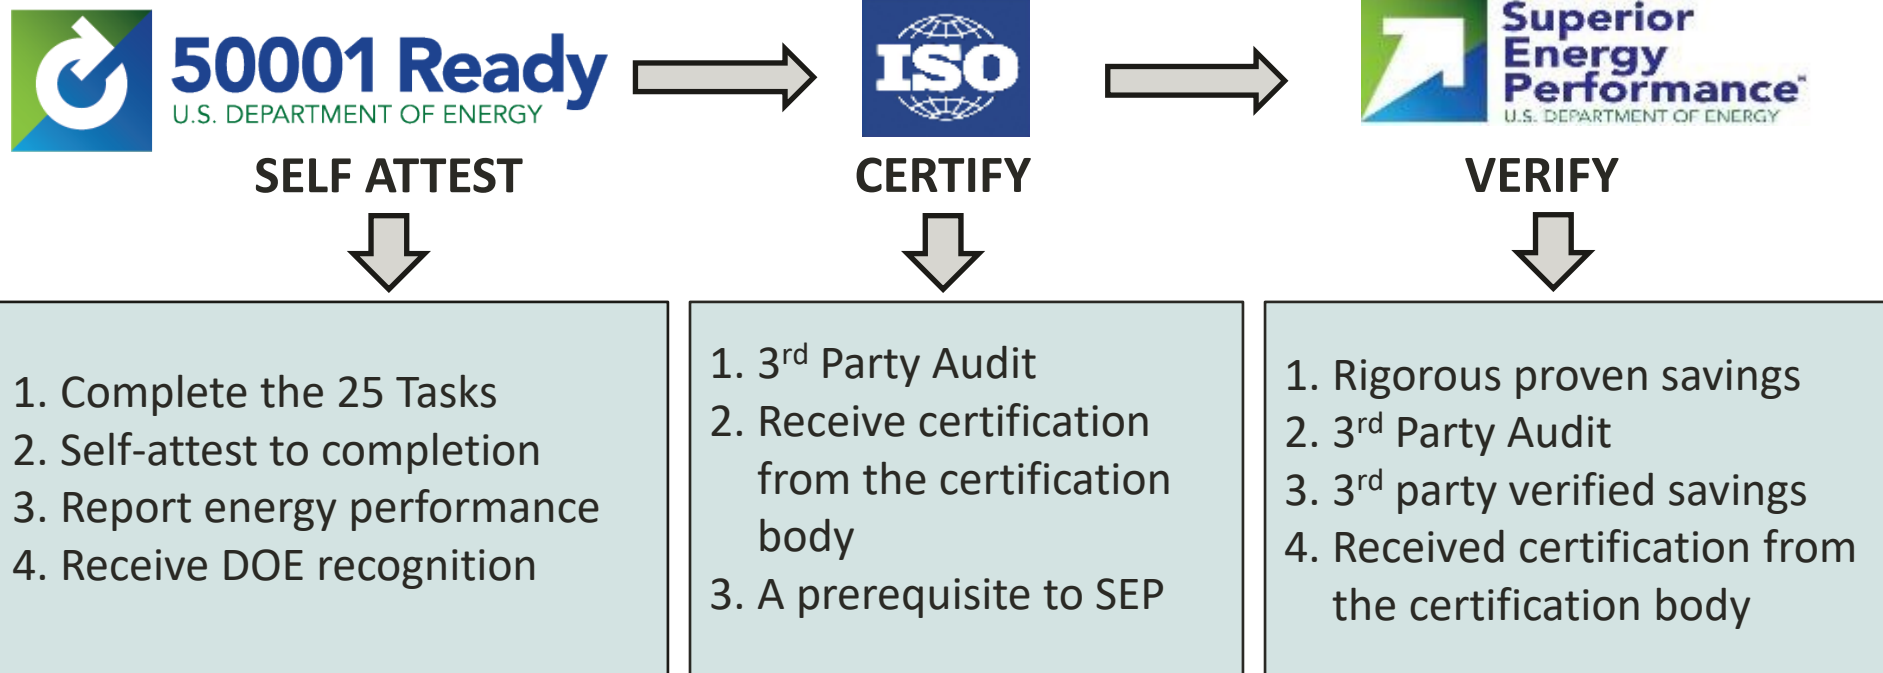 50001 Ready
U.S. DEPARTMENT OF ENERGY
SELF ATTEST
1. Complete the 25 Tasks
2. Self-attest to completion
3. Report energy performance
4. Receive DOE recognition
ISO
CERTIFY
1. 3rd Party Audit
2. Receive certification
from the certification
body
3. A prerequisite to SEP
Superior
Energy
Performance™
U.S. DEPARTMENT OF ENERGY
VERIFY
1. Rigorous proven savings
2. 3rd Party Audit
3. 3rd party verified savings
4. Received certification from
the certification body